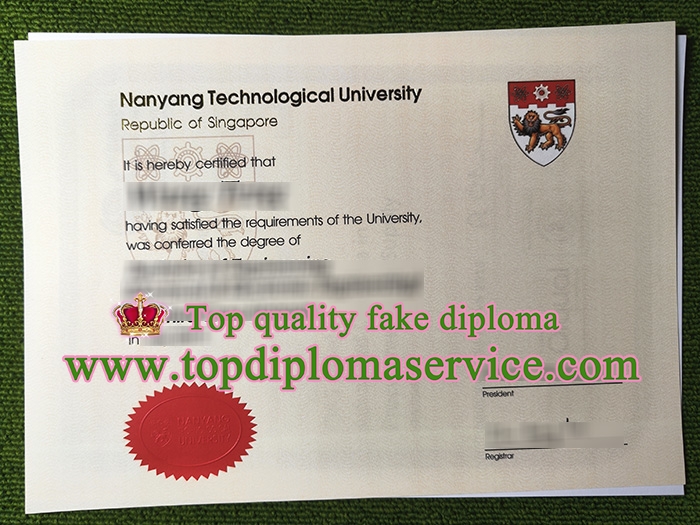 Nanyang Technological University
Republic of Singapore
It is hereby certified that
having satisfied the requirements of the University,
was conferred the degree of
Top quality fake diploma
in
www.topdiplomaservice.com
President
Registrar